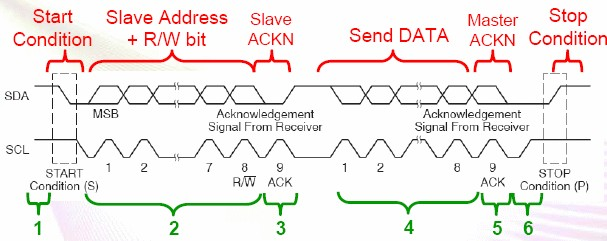 Start Condition
Slave Address + R/W bit
Slave ACKN
Send DATA
Master ACKN
Stop Condition
SDA
MSB
Acknowledgement Signal From Receiver
Acknowledgement Signal From Receiver
SCL
1 2 7 8 9 1 2 8 9
START Condition (S)
R/W̅
ACK
ACK
STOP Condition (P)
1 2 3 4 5 6